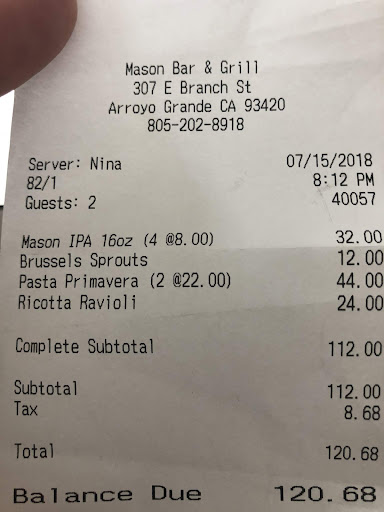 Mason Bar & Grill
307 E Branch St
Arroyo Grande CA 93420
805-202-8918
Server: Nina 07/15/2018
82/1 8:12 PM
Guests: 2 40057
Mason IPA 16oz (4 @8.00) 32.00
Brussels Sprouts 12.00
Pasta Primavera (2 @22.00) 44.00
Ricotta Ravioli 24.00
Complete Subtotal 112.00
Subtotal 112.00
Tax 8.68
Total 120.68
Balance Due 120.68